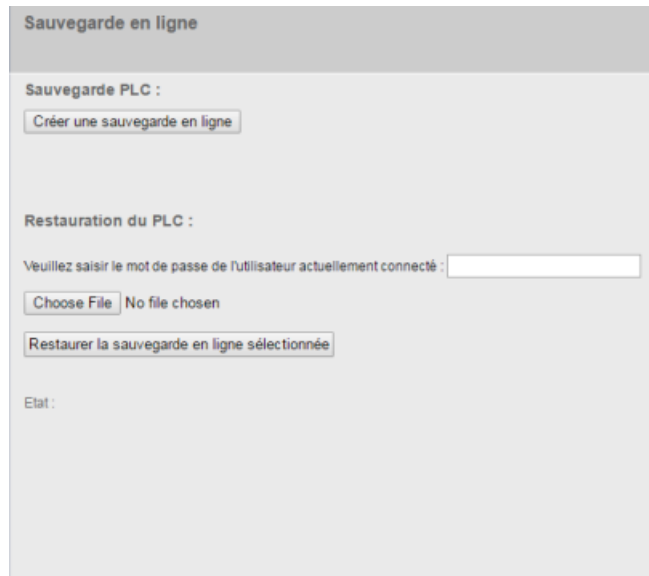 Sauvegarde en ligne
Sauvegarde PLC :
Créer une sauvegarde en ligne
Restauration du PLC :
Veuillez saisir le mot de passe de l'utilisateur actuellement connecté :
Choose File No file chosen
Restaurer la sauvegarde en ligne sélectionnée
Etat :